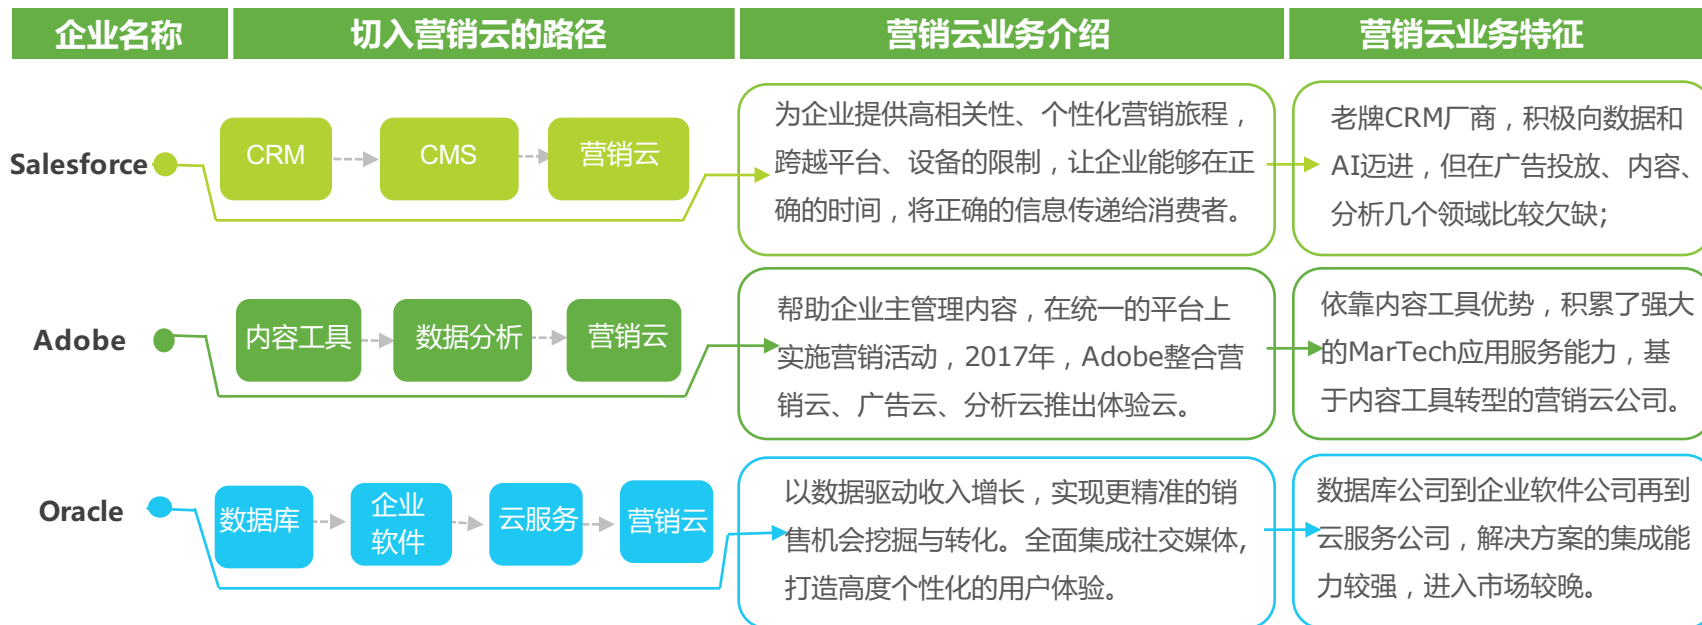 企业名称
切入营销云的路径
营销云业务介绍
营销云业务特征
Salesforce
CRM
CMS
营销云
为企业提供高相关性、个性化营销旅程，
跨越平台、设备的限制，让企业能够在正
确的时间，将正确的信息传递给消费者。
老牌CRM厂商，积极向数据和
AI迈进，但在广告投放、内容、
分析几个领域比较欠缺;
Adobe
内容工具
数据分析
营销云
帮助企业主管理内容，在统一的平台上
实施营销活动，2017年，Adobe整合营
销云、广告云、分析云推出体验云。
依靠内容工具优势，积累了强大
的MarTech应用服务能力，基
于内容工具转型的营销云公司。
Oracle
数据库
企业
软件
云服务
营销云
以数据驱动收入增长，实现更精准的销
售机会挖掘与转化。全面集成社交媒体,
打造高度个性化的用户体验。
数据库公司到企业软件公司再到
云服务公司，解决方案的集成能
力较强，进入市场较晚。